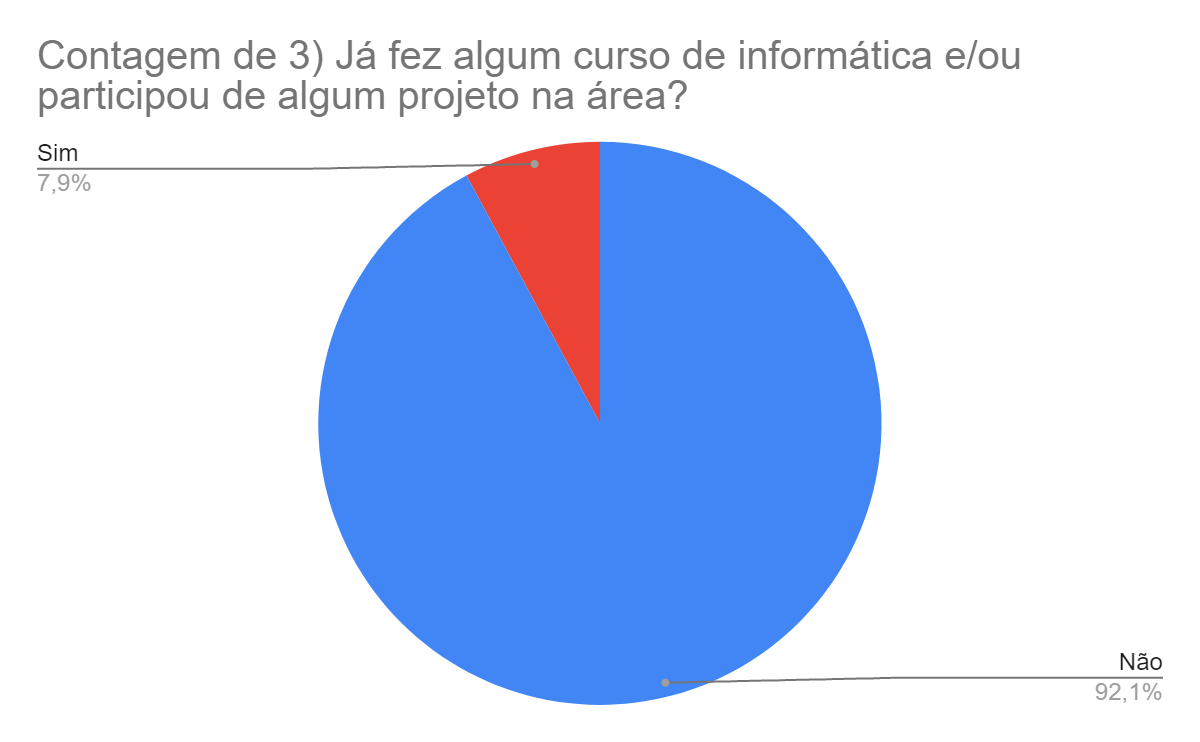 Contagem de 3) Já fez algum curso de informática e/ou
participou de algum projeto na área?
Sim
7,9%
Não
92,1%